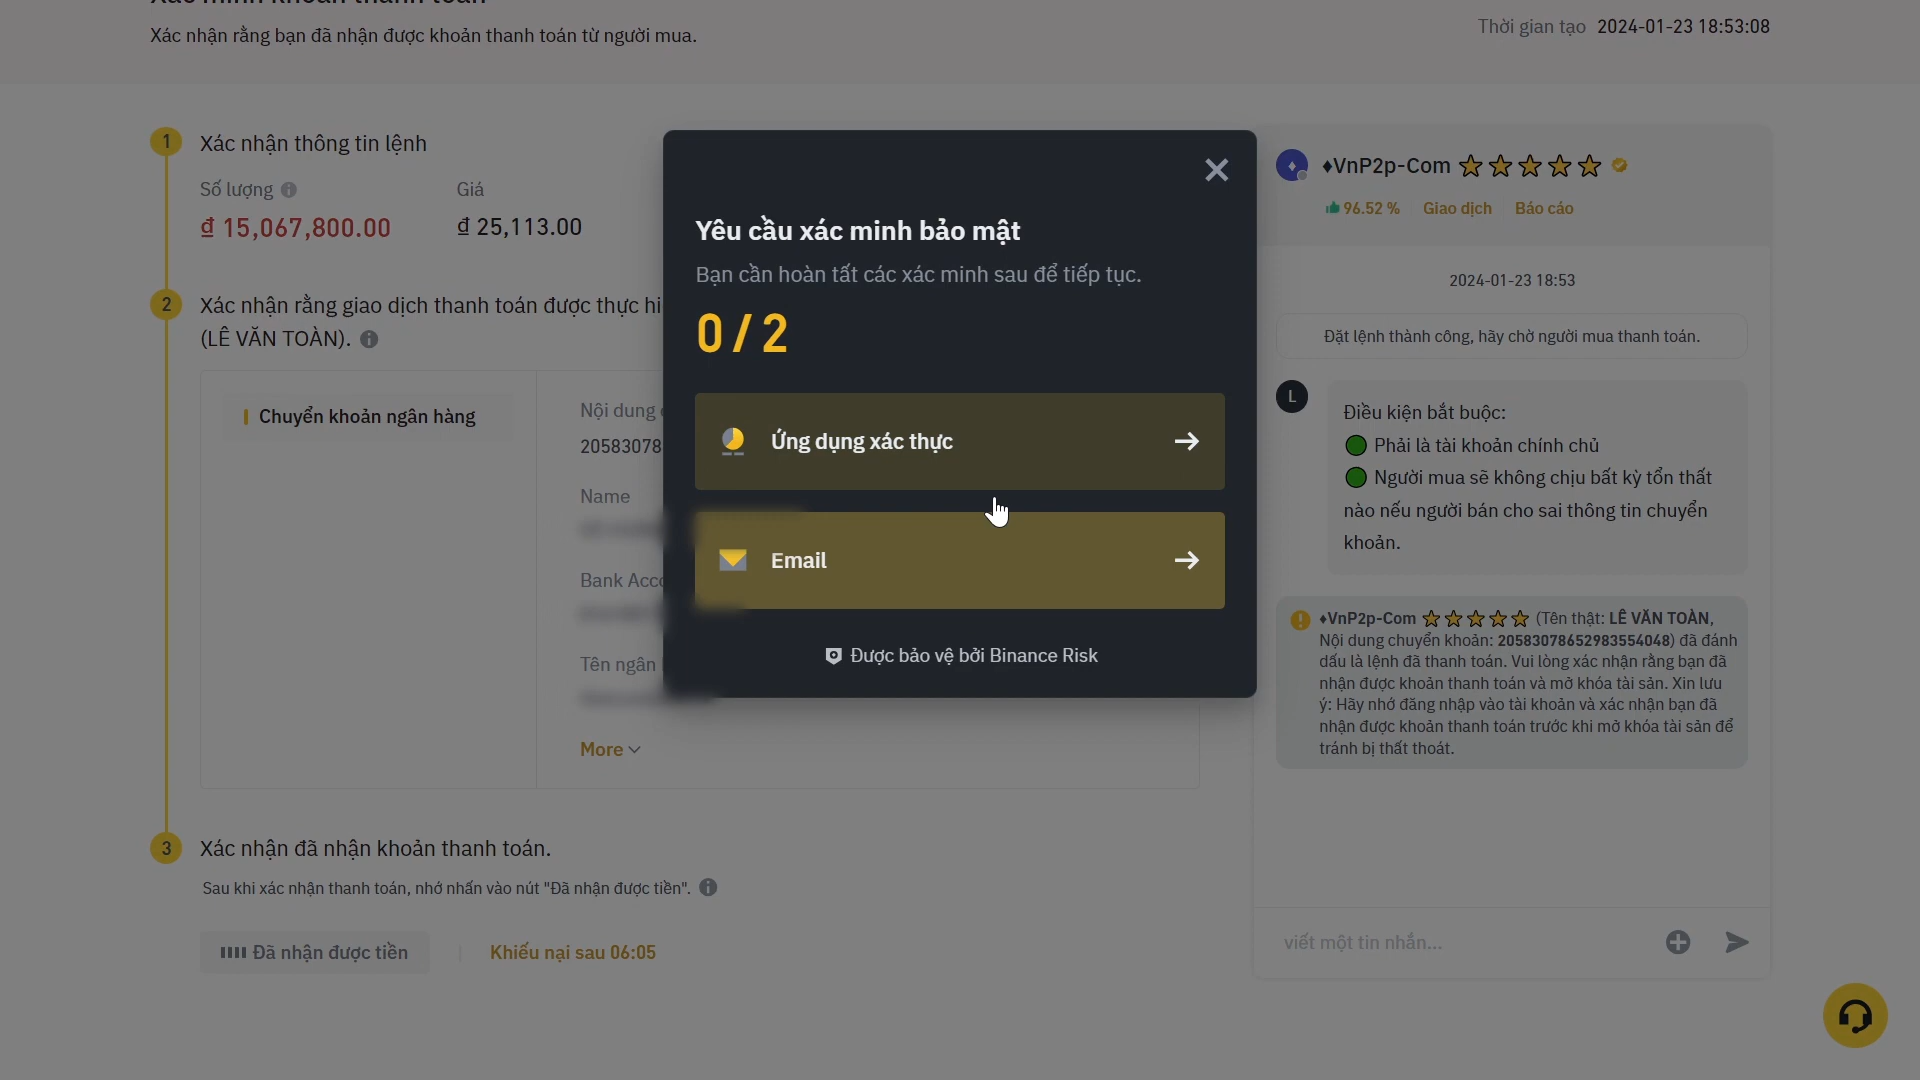 Xác nhận rằng bạn đã nhận được khoản thanh toán từ người mua.
Thời gian tạo 2024-01-23 18:53:08
1 Xác nhận thông tin lệnh
Số lượng
Giá
₫ 15,067,800.00
₫ 25,113.00
2 Xác nhận rằng giao dịch thanh toán được thực hi
(LÊ VĂN TOÀN).
Chuyển khoản ngân hàng
Nội dung
20583078
Name
Bank Acco
Tên ngân
More
3 Xác nhận đã nhận khoản thanh toán.
Sau khi xác nhận thanh toán, nhớ nhấn vào nút "Đã nhận được tiền".
Đã nhận được tiền
Khiếu nại sau 06:05
Yêu cầu xác minh bảo mật
Bạn cần hoàn tất các xác minh sau để tiếp tục.
0 / 2
Ứng dụng xác thực
Email
Được bảo vệ bởi Binance Risk
♦VnP2p-Com
96.52 % Giao dịch Báo cáo
2024-01-23 18:53
Đặt lệnh thành công, hãy chờ người mua thanh toán.
L
Điều kiện bắt buộc:
Phải là tài khoản chính chủ
Người mua sẽ không chịu bất kỳ tổn thất
nào nếu người bán cho sai thông tin chuyển
khoản.
♦VnP2p-Com (Tên thật: LÊ VĂN TOÀN,
Nội dung chuyển khoản: 20583078652983554048) đã đánh
dấu là lệnh đã thanh toán. Vui lòng xác nhận rằng bạn đã
nhận được khoản thanh toán và mở khóa tài sản. Xin lưu
ý: Hãy nhớ đăng nhập vào tài khoản và xác nhận bạn đã
nhận được khoản thanh toán trước khi mở khóa tài sản để
tránh bị thất thoát.
viết một tin nhắn...